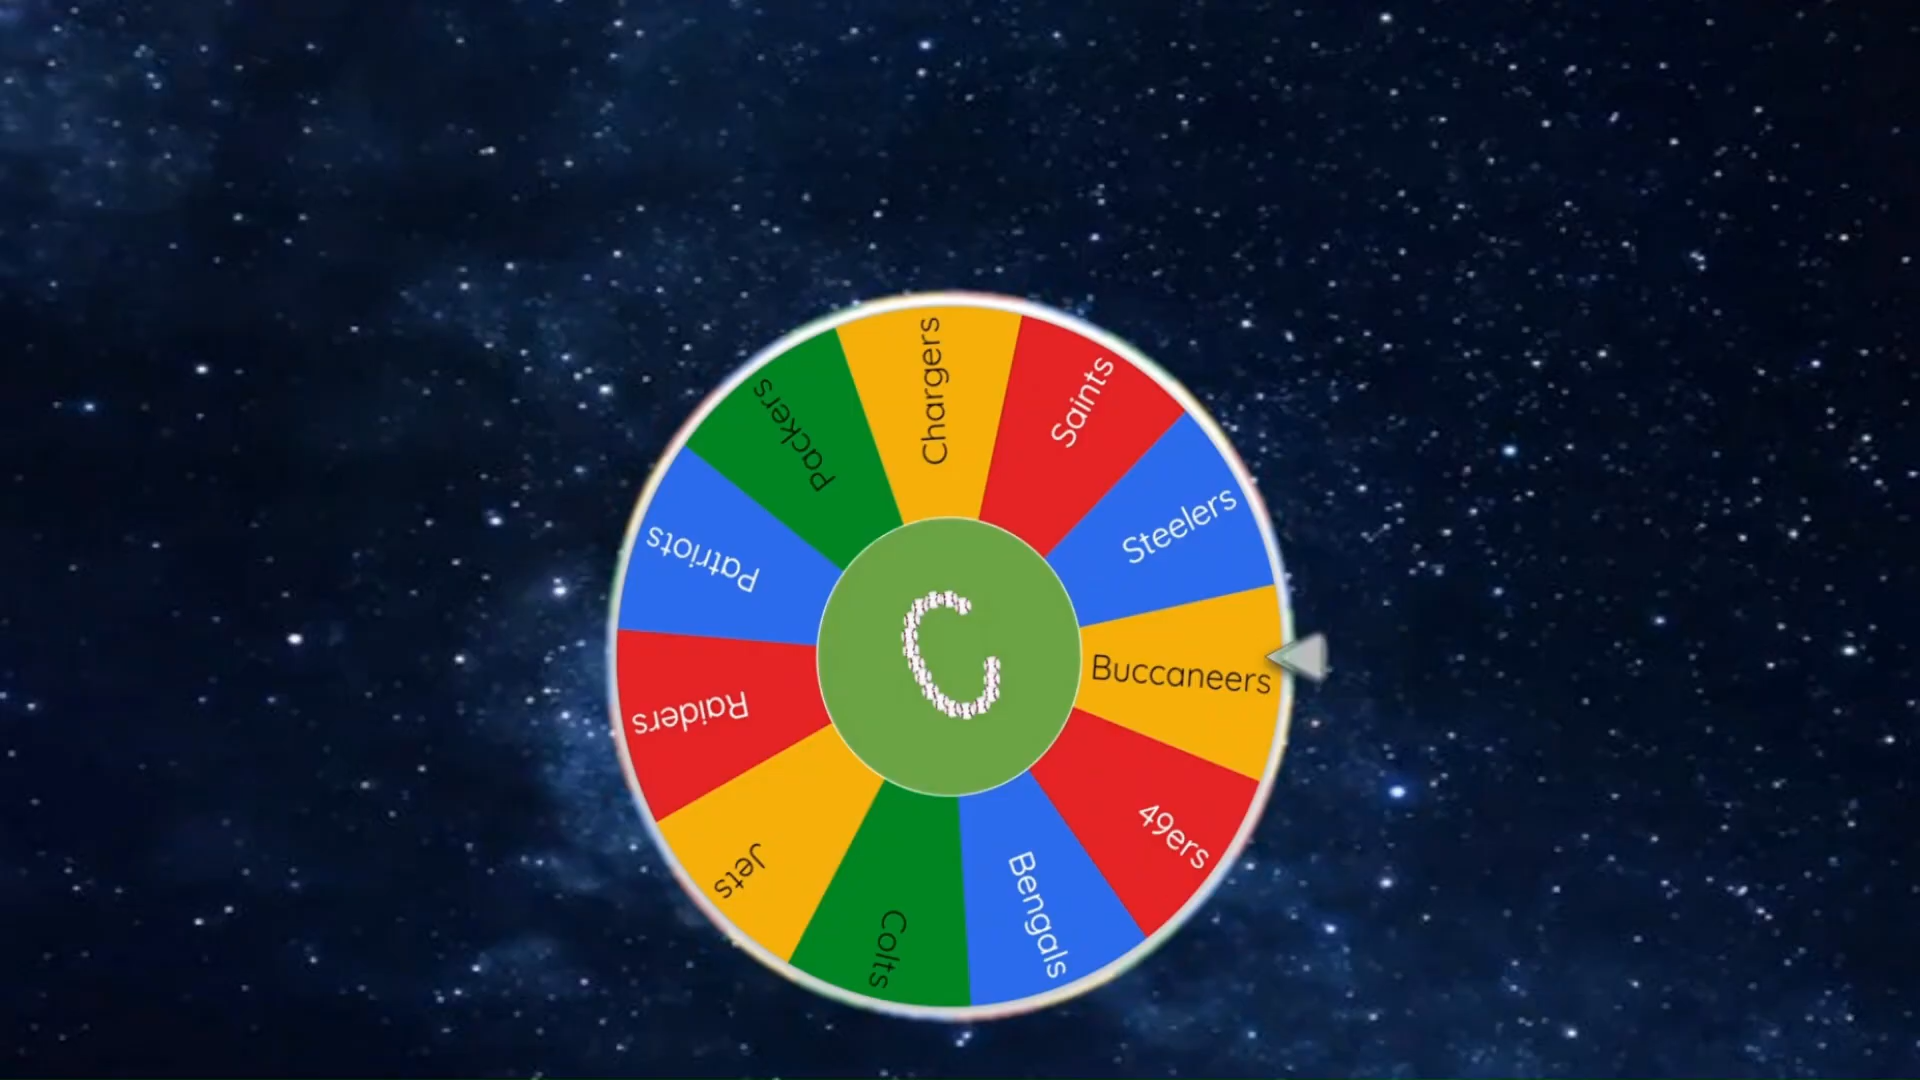 Chargers
Saints
Steelers
Buccaneers
49ers
Bengals
Colts
Jets
Raiders
Patriots
Packers
C